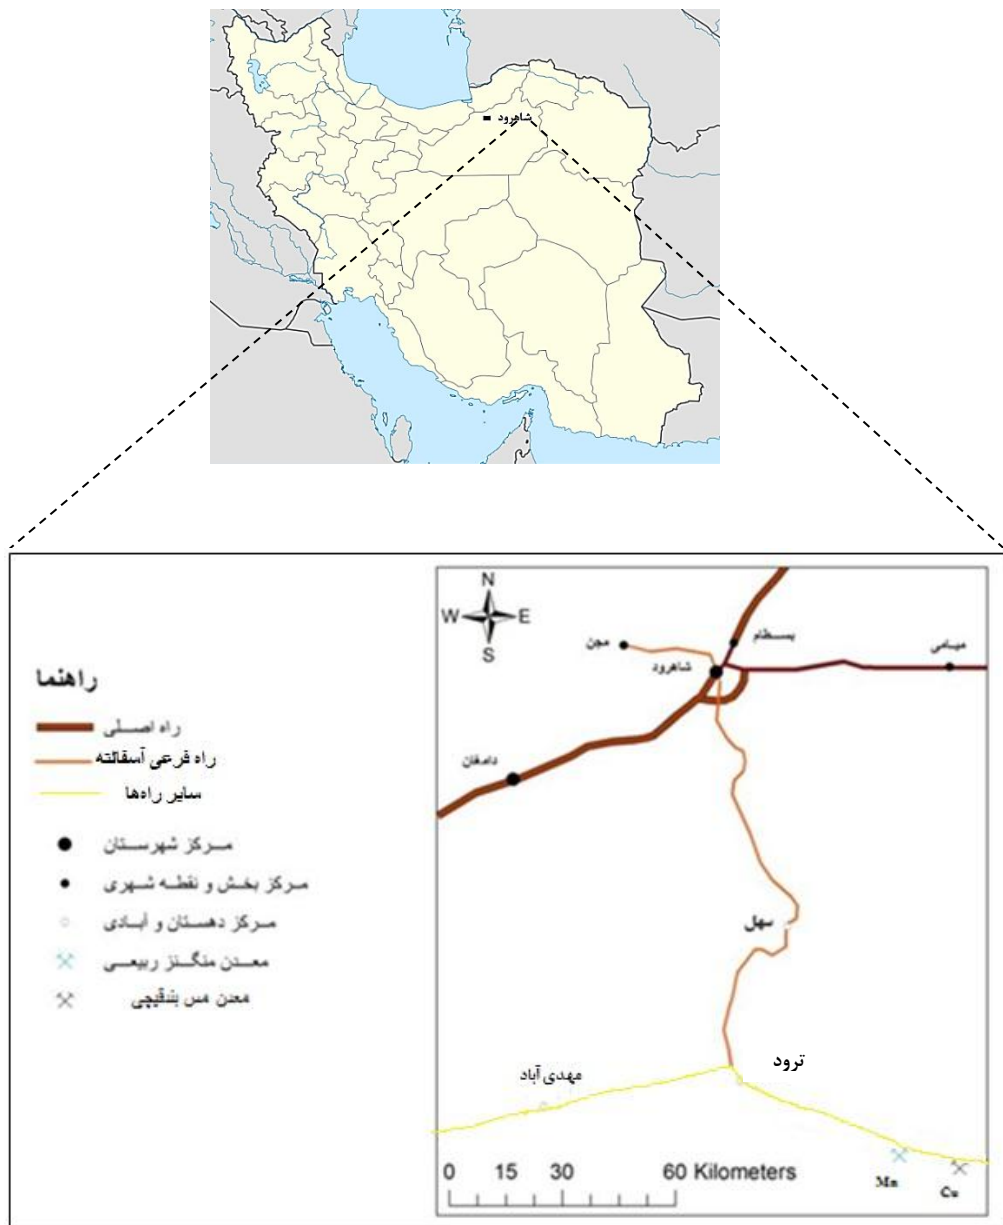 شاهرود
N
W E
S
بسطام
مجن
میامی
شاهرود
دامغان
سهل
ترود
مهدی آباد
0 15 30 60 Kilometers
Mn
Cu
راهنما
راه اصلی
راه فرعی آسفالته
سایر راه‌ها
مرکز شهرستان
مرکز بخش و نقطه شهری
مرکز دهستان و آبادی
معدن منگنز ربیعی
معدن مس بندقیچی